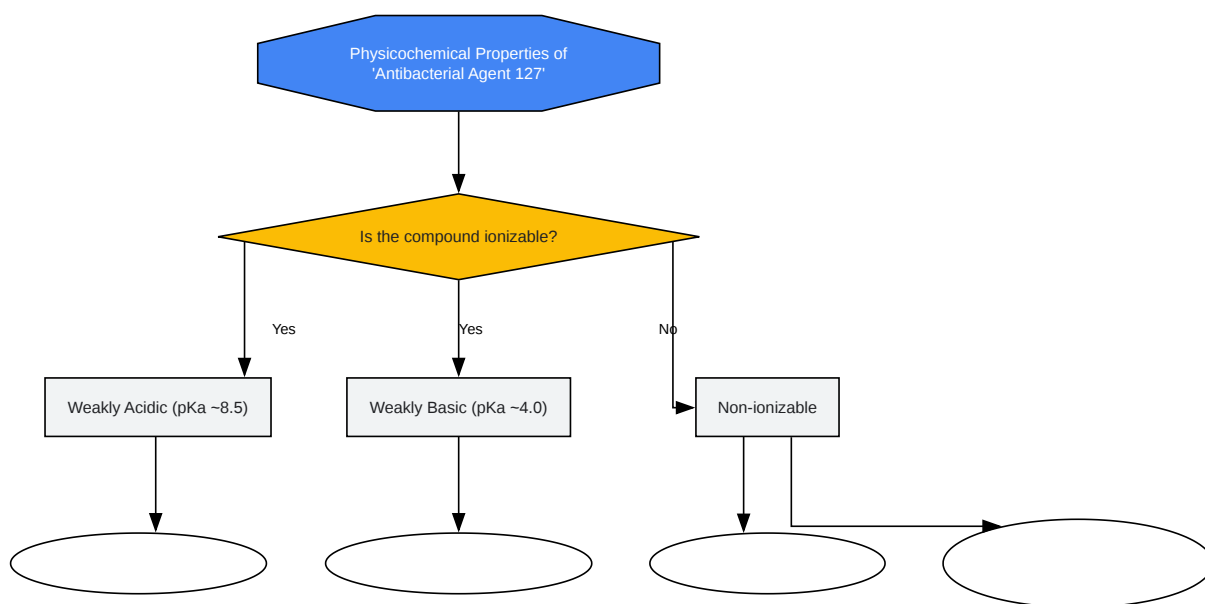 Physicochemical Properties of
'Antibacterial Agent 127'
Is the compound ionizable?
Yes
Yes
No
Weakly Acidic (pKa ~8.5)
Weakly Basic (pKa ~4.0)
Non-ionizable